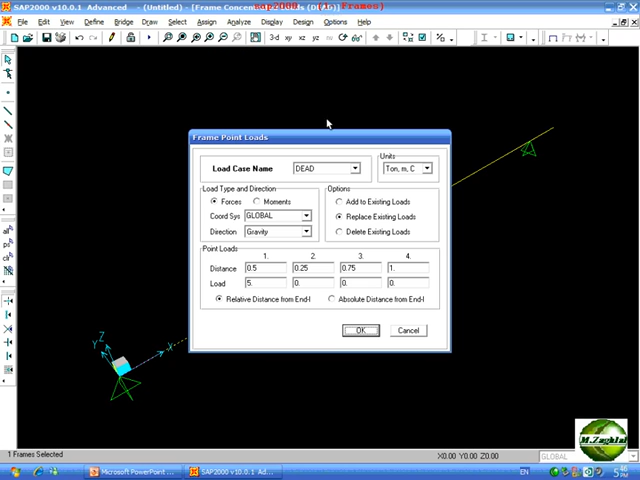 SAP2000 v10.0.1 Advanced - (Untitled) - [Frame Concen
sap2000 (1. Frames)
File Edit View Define Bridge Draw Select Assign Analyze Display Design Options Help
3-d xy xz yz nv
all
Frame Point Loads
Load Case Name DEAD
Units
Ton, m, C
Load Type and Direction
Forces Moments
Coord Sys GLOBAL
Direction Gravity
Options
Add to Existing Loads
Replace Existing Loads
Delete Existing Loads
Point Loads
1. 2. 3. 4.
Distance 0.5 0.25 0.75 1.
Load 5. 0. 0. 0.
Relative Distance from End-I Absolute Distance from End-I
OK Cancel
Z
Y
X
M.Zaghlal
1 Frames Selected X0.00 Y0.00 Z0.00 GLOBAL
Microsoft PowerPoint ... SAP2000 v10.0.1 Ad... EN
PM